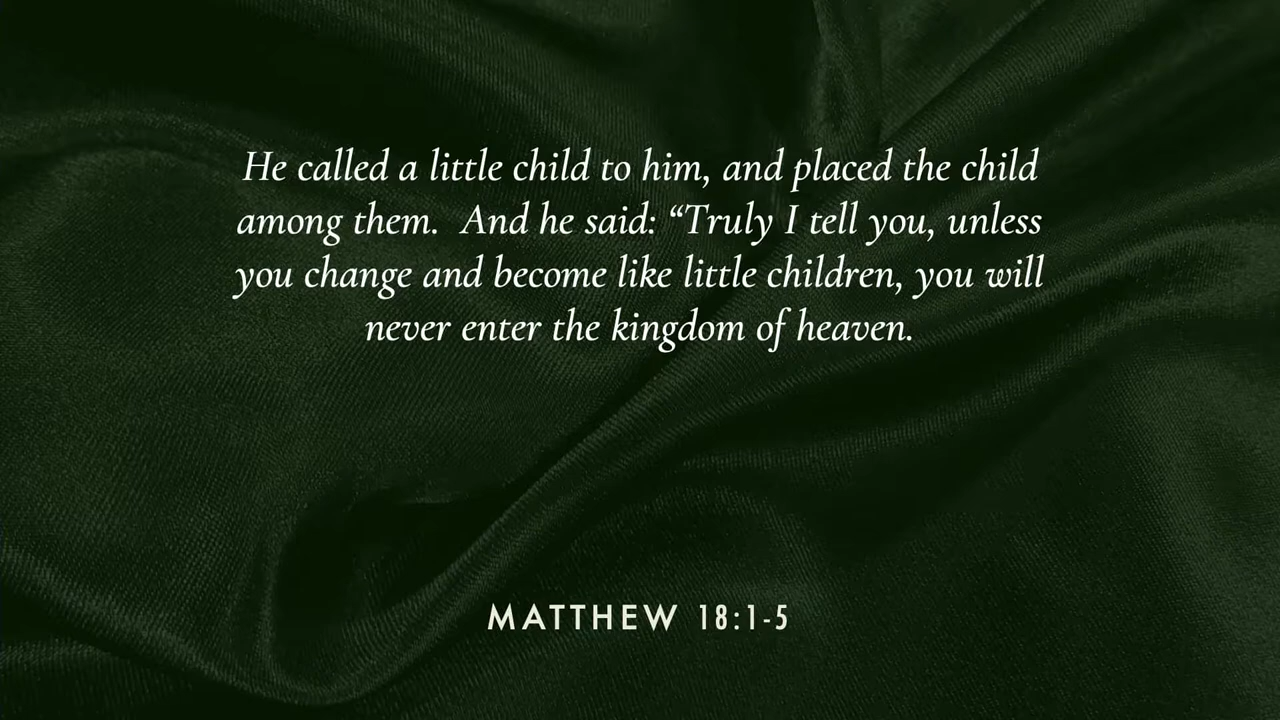 He called a little child to him, and placed the child
among them.  And he said: “Truly I tell you, unless
you change and become like little children, you will
never enter the kingdom of heaven.
MATTHEW 18:1-5